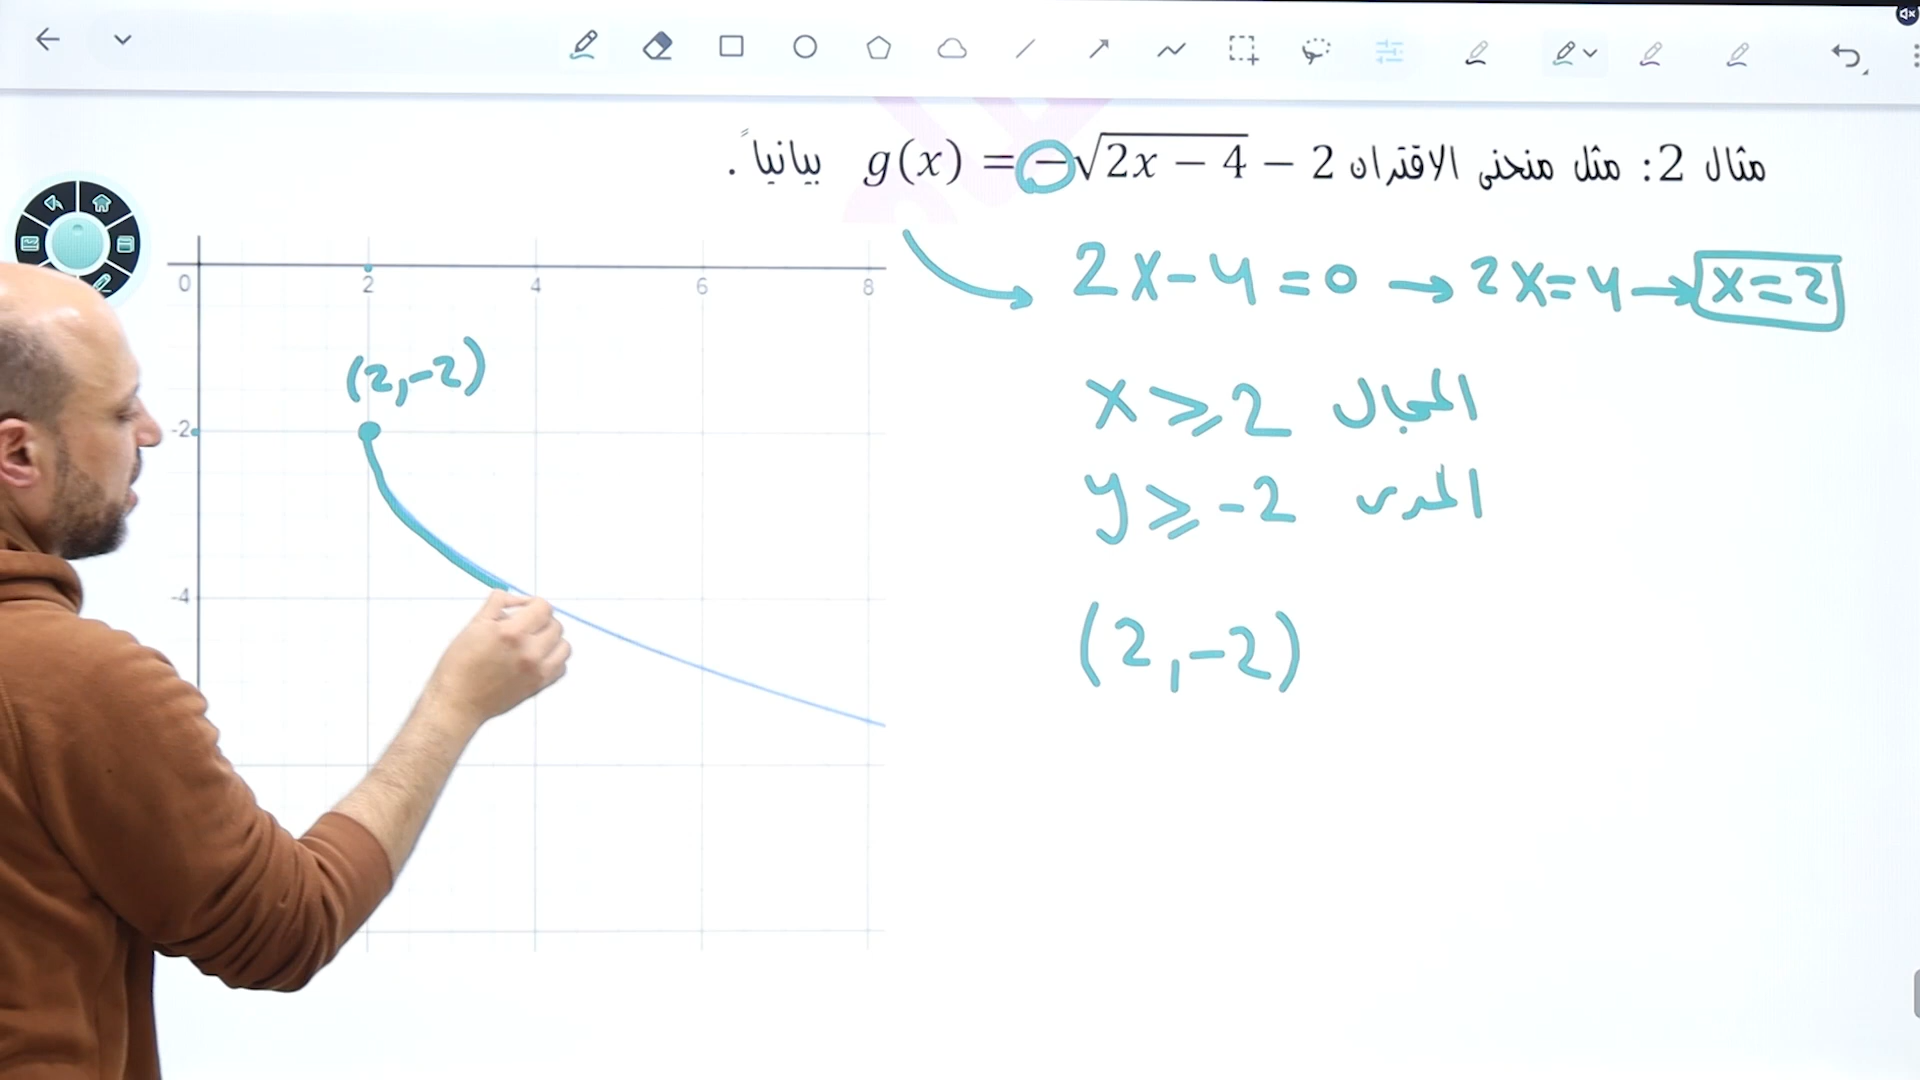 مثال 2: مثل منحنى الاقتران g(x) = −√2x − 4 − 2 بيانياً .
2x-4=0 → 2x=4 → x=2
0 2 4 6 8
(2,-2)
x ≥ 2 المجال
-2
y ≥ -2 المدى
-4
(2,-2)